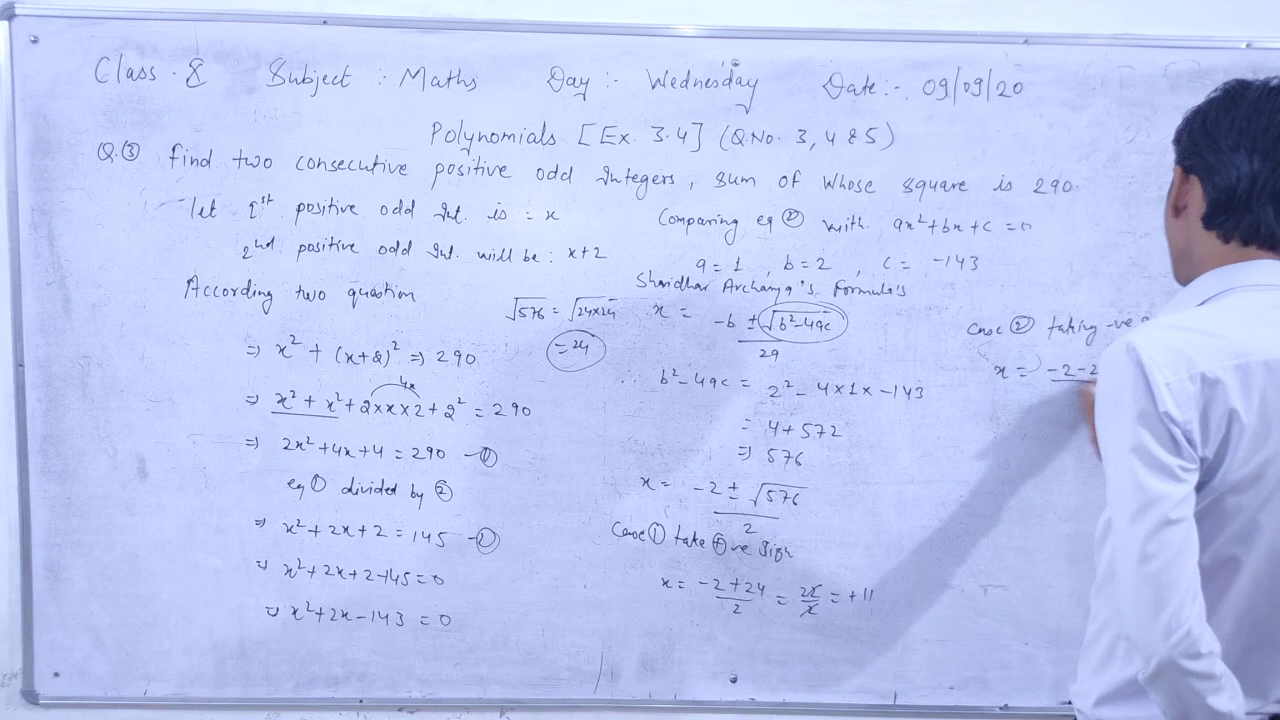 Class - 8 Subject : Maths Day :- Wednesday Date :- 09/09/20
Polynomials [Ex. 3.4] (Q.No. 3, 4 & 5)
Q.③ find two consecutive positive odd Integers, sum of whose square is 290.
let 1st positive odd Int. is = x
2nd positive odd Int. will be : x+2
According two question
⇒ x² + (x+2)² ⇒ 290
4x
⇒ x² + x² + 2×x×2 + 2² = 290
⇒ 2x² + 4x + 4 = 290 —①
eq ① divided by ②
⇒ x² + 2x + 2 = 145 —②
⇒ x² + 2x + 2 - 145 = 0
⇒ x² + 2x - 143 = 0
√576 = √24×24
= 24
Comparing eq ② with ax² + bx + c = 0
a = 1 , b = 2 , c = -143
Shridhar Archarya's formula's
x = -b ± √b²-4ac / 2a
∴ b² - 4ac = 2² - 4×1×-143
= 4 + 572
⇒ 576
x = -2 ± √576 / 2
Case ① take ⊕ve sign
x = -2 + 24 / 2 = 22 / 2 = +11
Case ② taking -ve
x = -2 - 2